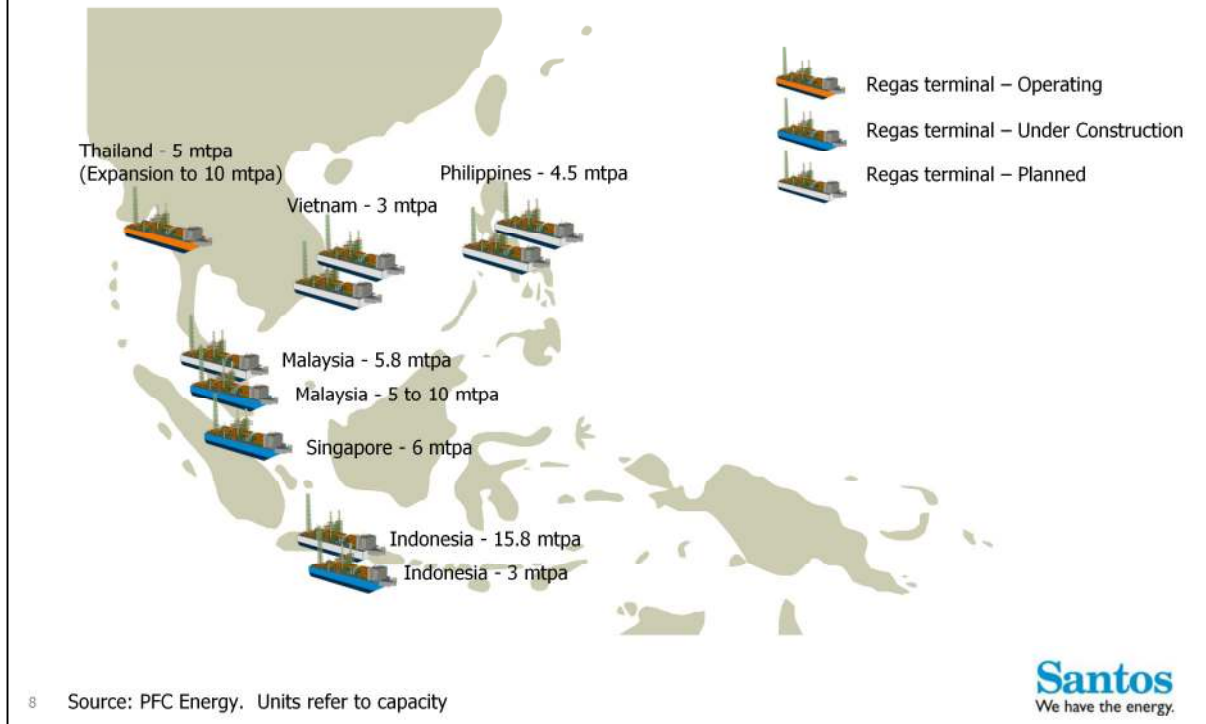 Regas terminal – Operating
Regas terminal – Under Construction
Regas terminal – Planned
Thailand - 5 mtpa
(Expansion to 10 mtpa)
Philippines - 4.5 mtpa
Vietnam - 3 mtpa
Malaysia - 5.8 mtpa
Malaysia - 5 to 10 mtpa
Singapore - 6 mtpa
Indonesia - 15.8 mtpa
Indonesia - 3 mtpa
8 Source: PFC Energy. Units refer to capacity
Santos
We have the energy.